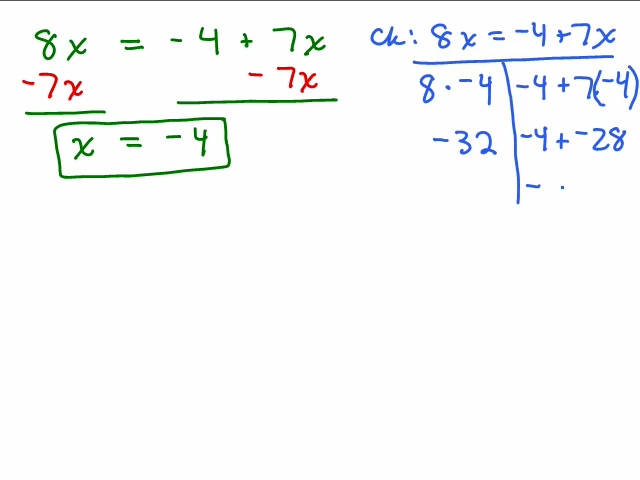 8x = -4 + 7x
-7x - 7x
x = -4
ck: 8x = -4 + 7x
8 · -4 -4 + 7(-4)
-32 -4 + -28
-